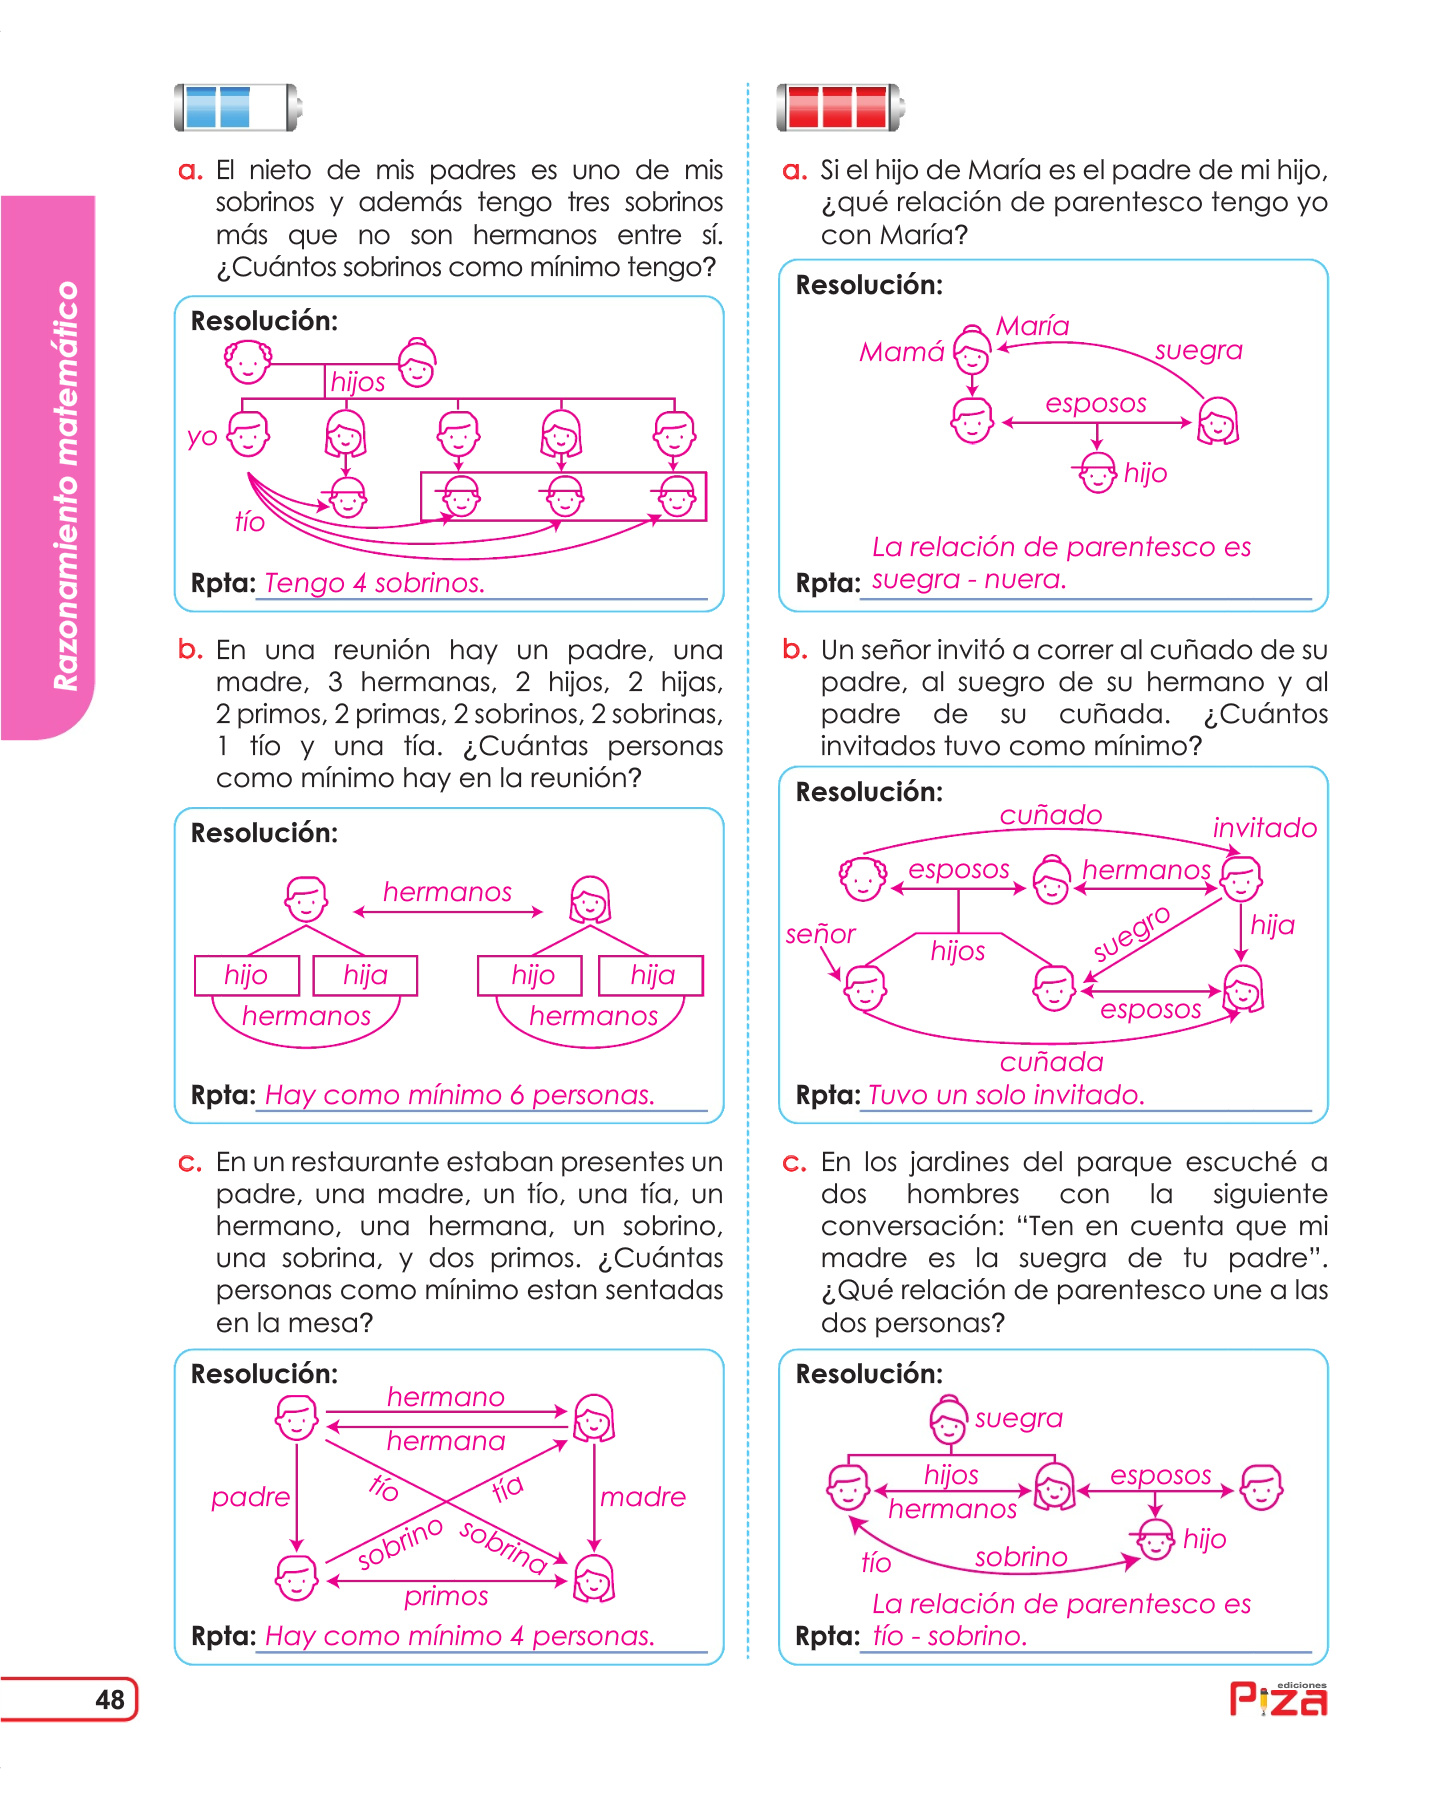 Razonamiento matemático
a. El nieto de mis padres es uno de mis
sobrinos y además tengo tres sobrinos
más que no son hermanos entre sí.
¿Cuántos sobrinos como mínimo tengo?
Resolución:
hijos
yo
tío
Rpta: Tengo 4 sobrinos.
b. En una reunión hay un padre, una
madre, 3 hermanas, 2 hijos, 2 hijas,
2 primos, 2 primas, 2 sobrinos, 2 sobrinas,
1 tío y una tía. ¿Cuántas personas
como mínimo hay en la reunión?
Resolución:
hermanos
hijo hija hijo hija
hermanos hermanos
Rpta: Hay como mínimo 6 personas.
c. En un restaurante estaban presentes un
padre, una madre, un tío, una tía, un
hermano, una hermana, un sobrino,
una sobrina, y dos primos. ¿Cuántas
personas como mínimo estan sentadas
en la mesa?
Resolución:
hermano
hermana
padre tío tía madre
sobrino sobrina
primos
Rpta: Hay como mínimo 4 personas.
a. Si el hijo de María es el padre de mi hijo,
¿qué relación de parentesco tengo yo
con María?
Resolución:
María
Mamá suegra
esposos
hijo
La relación de parentesco es
Rpta: suegra - nuera.
b. Un señor invitó a correr al cuñado de su
padre, al suegro de su hermano y al
padre de su cuñada. ¿Cuántos
invitados tuvo como mínimo?
Resolución:
cuñado
invitado
esposos hermanos
señor hijos suegro hija
esposos
cuñada
Rpta: Tuvo un solo invitado.
c. En los jardines del parque escuché a
dos hombres con la siguiente
conversación: “Ten en cuenta que mi
madre es la suegra de tu padre”.
¿Qué relación de parentesco une a las
dos personas?
Resolución:
suegra
hijos esposos
hermanos
hijo
tío sobrino
La relación de parentesco es
Rpta: tío - sobrino.
48
ediciones
PIZA